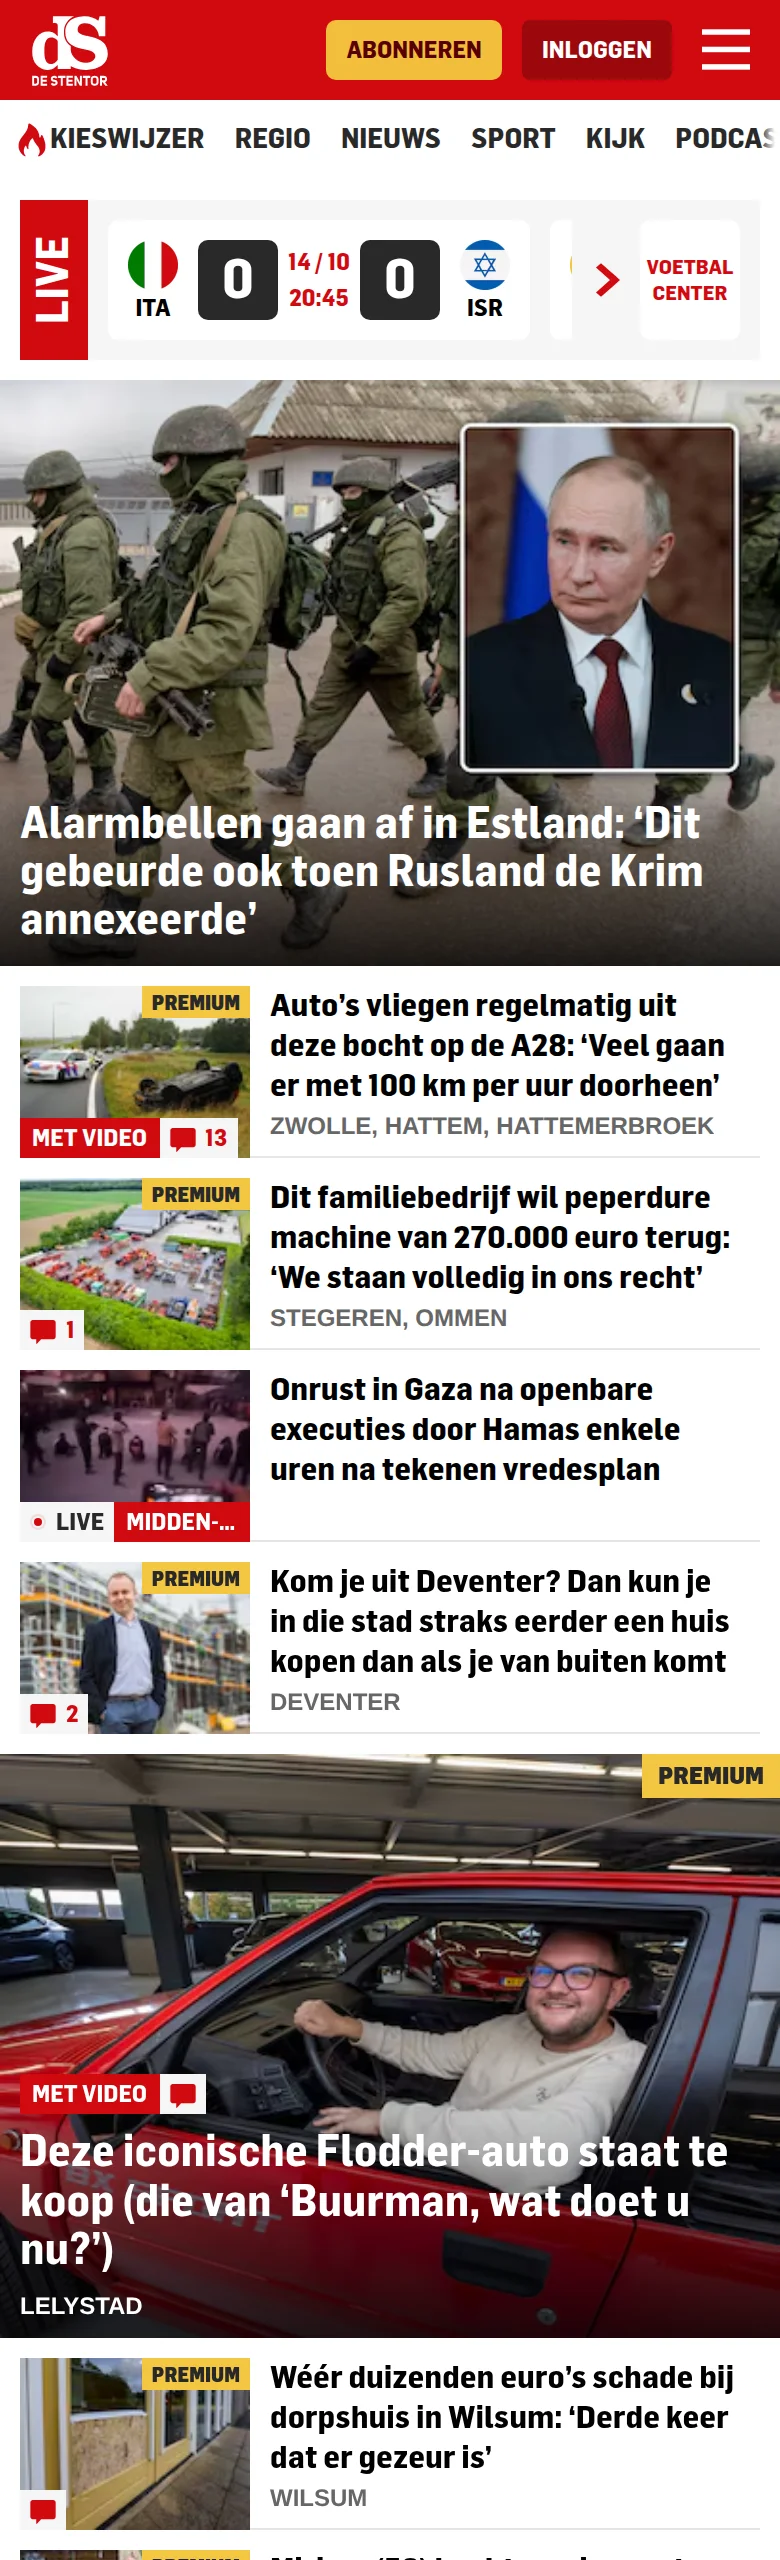 dS
DE STENTOR
ABONNEREN
INLOGGEN
KIESWIJZER REGIO NIEUWS SPORT KIJK PODCAS
LIVE
ITA
0
14 / 10
20:45
0
ISR
VOETBAL
CENTER
Alarmbellen gaan af in Estland: ‘Dit
gebeurde ook toen Rusland de Krim
annexeerde’
PREMIUM
MET VIDEO
13
Auto’s vliegen regelmatig uit
deze bocht op de A28: ‘Veel gaan
er met 100 km per uur doorheen’
ZWOLLE, HATTEM, HATTEMERBROEK
PREMIUM
1
Dit familiebedrijf wil peperdure
machine van 270.000 euro terug:
‘We staan volledig in ons recht’
STEGEREN, OMMEN
LIVE
MIDDEN-...
Onrust in Gaza na openbare
executies door Hamas enkele
uren na tekenen vredesplan
PREMIUM
2
Kom je uit Deventer? Dan kun je
in die stad straks eerder een huis
kopen dan als je van buiten komt
DEVENTER
PREMIUM
MET VIDEO
Deze iconische Flodder-auto staat te
koop (die van ‘Buurman, wat doet u
nu?’)
LELYSTAD
PREMIUM
Wéér duizenden euro’s schade bij
dorpshuis in Wilsum: ‘Derde keer
dat er gezeur is’
WILSUM